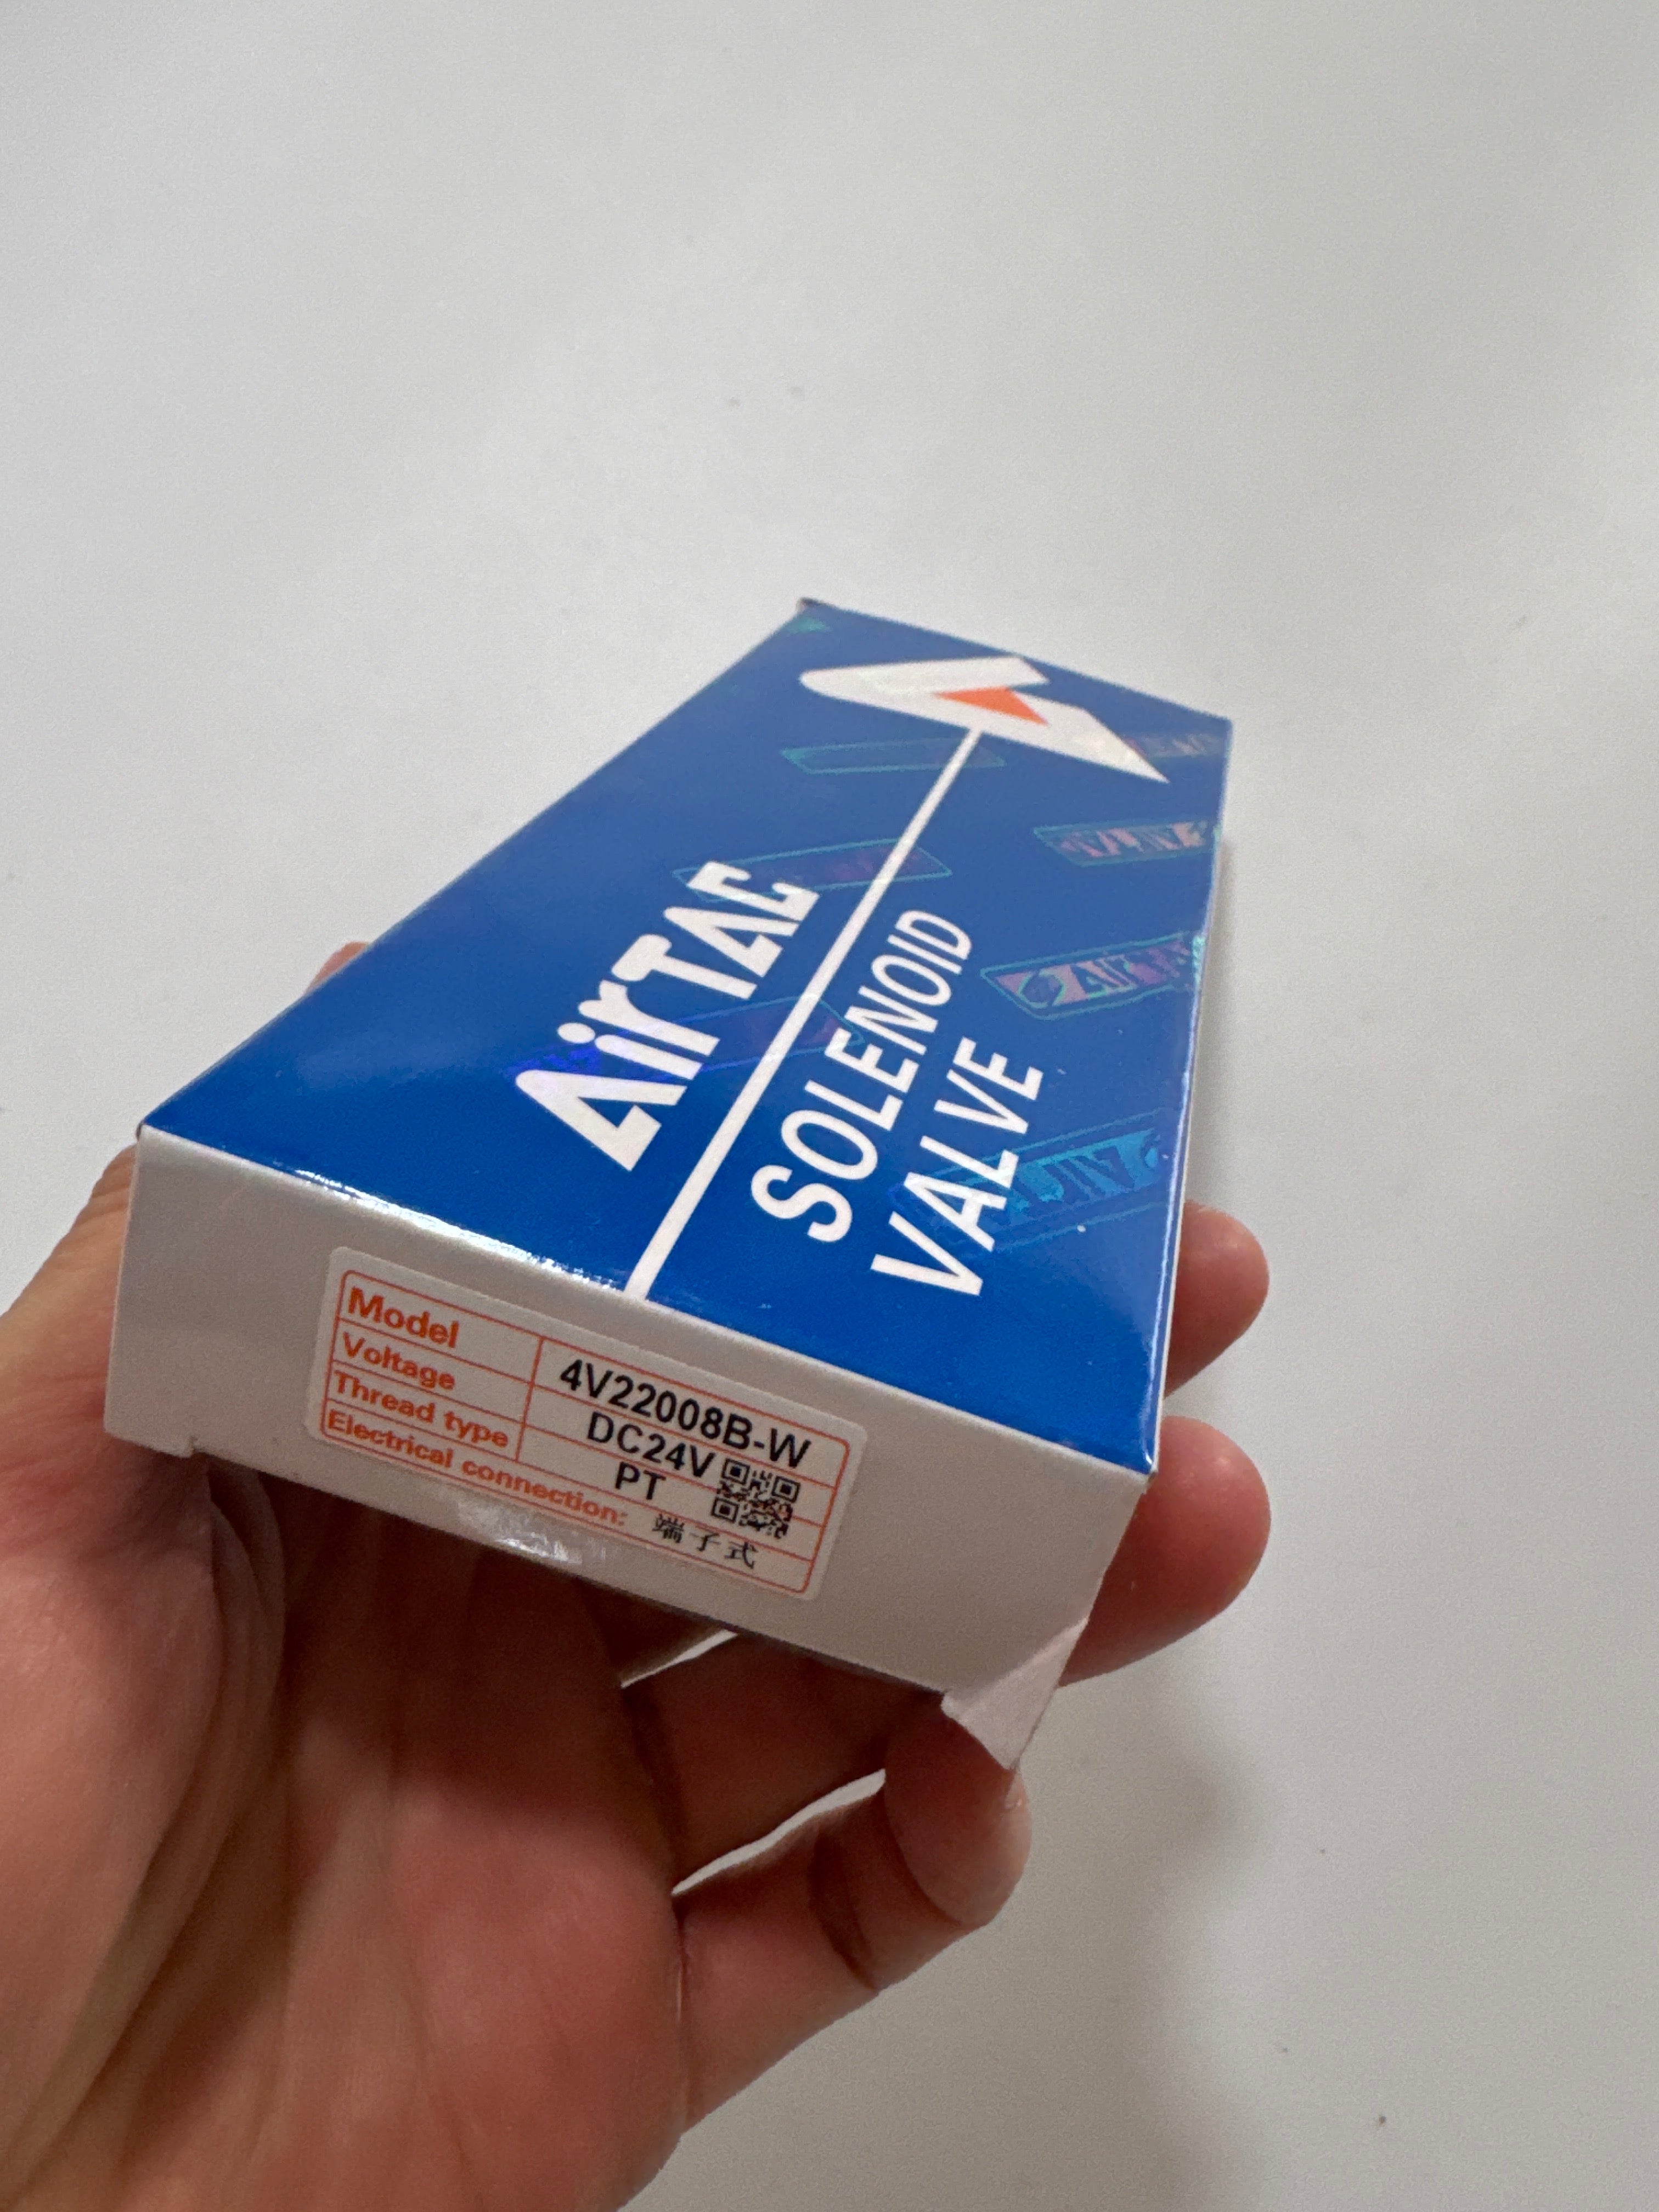 AirTAC
SOLENOID
VALVE
Model 4V22008B-W
Voltage DC24V
Thread type PT
Electrical connection: 端子式